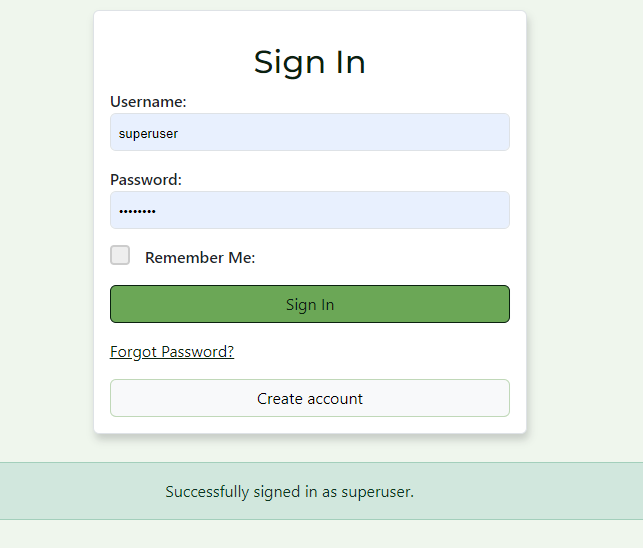 Sign In
Username:
superuser
Password:
••••••••
Remember Me:
Sign In
Forgot Password?
Create account
Successfully signed in as superuser.